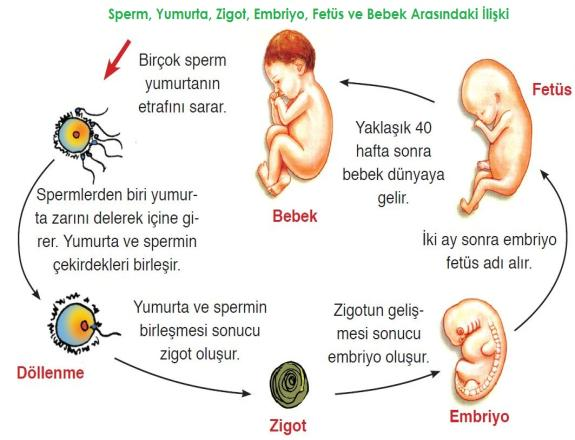 Sperm, Yumurta, Zigot, Embriyo, Fetüs ve Bebek Arasındaki İlişki
Birçok sperm
yumurtanın
etrafını sarar.
Spermlerden biri yumur-
ta zarını delerek içine gi-
rer. Yumurta ve spermin
çekirdekleri birleşir.
Döllenme
Yumurta ve spermin
birleşmesi sonucu
zigot oluşur.
Zigot
Zigotun geliş-
mesi sonucu
embriyo oluşur.
Embriyo
İki ay sonra embriyo
fetüs adı alır.
Fetüs
Yaklaşık 40
hafta sonra
bebek dünyaya
gelir.
Bebek